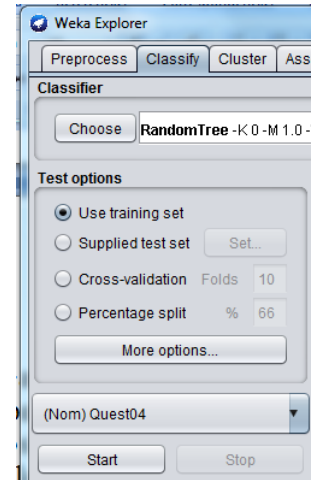 Weka Explorer
Preprocess Classify Cluster Ass
Classifier
Choose RandomTree -K 0 -M 1.0 -
Test options
Use training set
Supplied test set Set...
Cross-validation Folds 10
Percentage split % 66
More options...
(Nom) Quest04
Start Stop